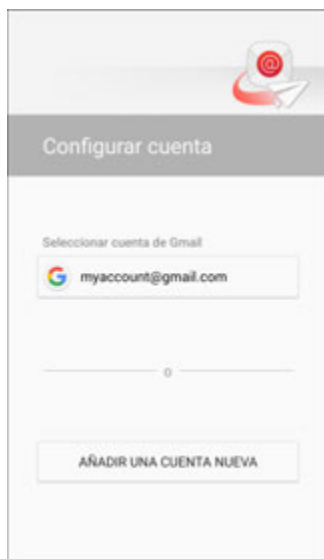 Configurar cuenta
Seleccionar cuenta de Gmail
myaccount@gmail.com
o
AÑADIR UNA CUENTA NUEVA